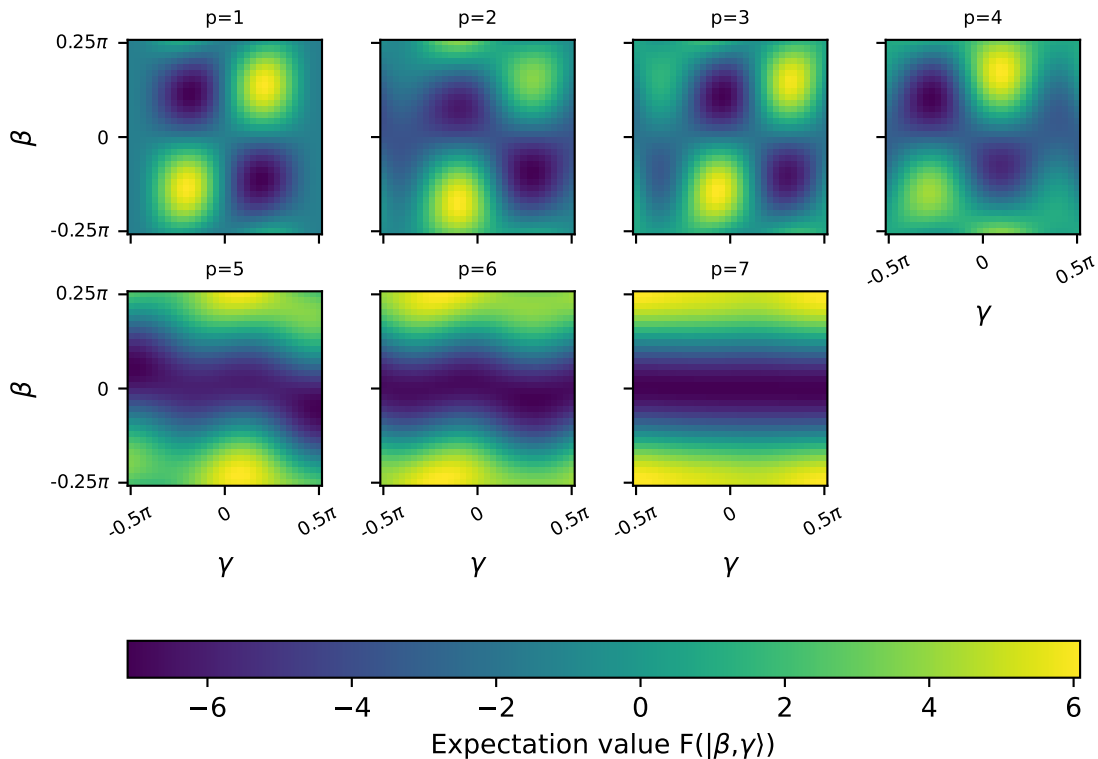 p=1
p=2
p=3
p=4
0.25π
β
0
-0.25π
-0.5π
0
0.5π
γ
p=5
p=6
p=7
0.25π
β
0
-0.25π
-0.5π
0
0.5π
-0.5π
0
0.5π
-0.5π
0
0.5π
γ
γ
γ
−6
−4
−2
0
2
4
6
Expectation value F(|β,γ⟩)